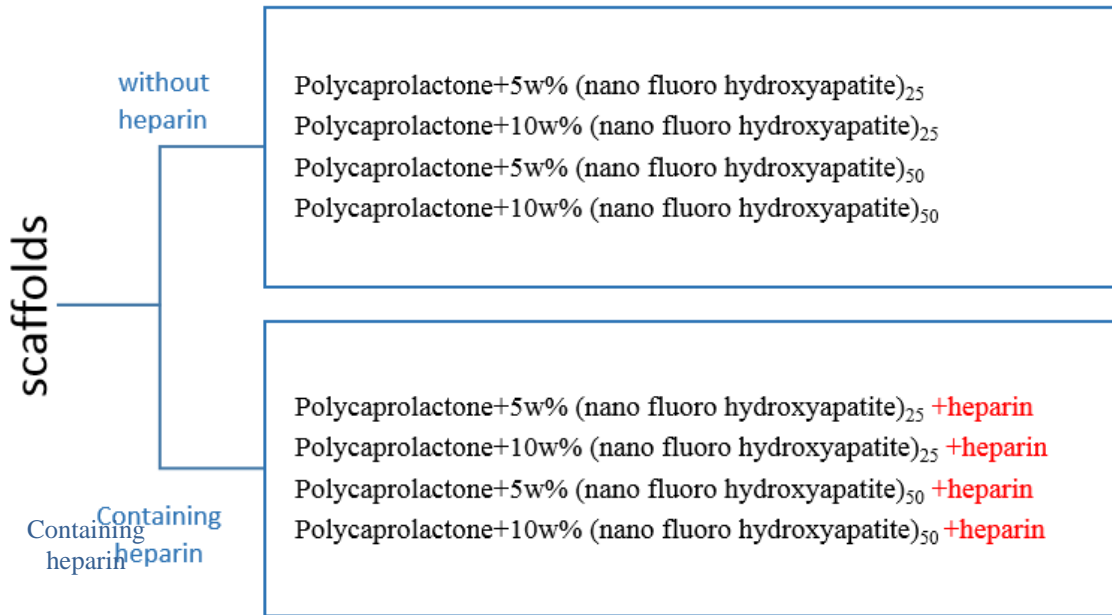 scaffolds
without
heparin
Polycaprolactone+5w% (nano fluoro hydroxyapatite)₂₅
Polycaprolactone+10w% (nano fluoro hydroxyapatite)₂₅
Polycaprolactone+5w% (nano fluoro hydroxyapatite)₅₀
Polycaprolactone+10w% (nano fluoro hydroxyapatite)₅₀
Containing
heparin
Containing
heparin
Polycaprolactone+5w% (nano fluoro hydroxyapatite)₂₅ +heparin
Polycaprolactone+10w% (nano fluoro hydroxyapatite)₂₅ +heparin
Polycaprolactone+5w% (nano fluoro hydroxyapatite)₅₀ +heparin
Polycaprolactone+10w% (nano fluoro hydroxyapatite)₅₀ +heparin